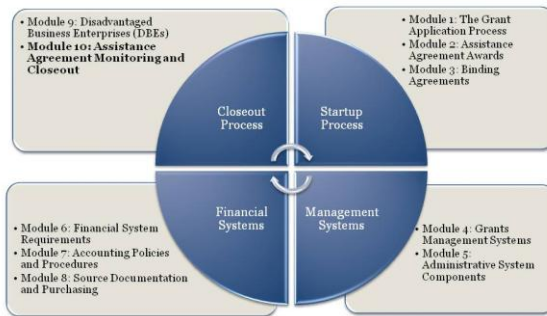 • Module 9: Disadvantaged
Business Enterprises (DBEs)
• Module 10: Assistance
Agreement Monitoring and
Closeout
• Module 1: The Grant
Application Process
• Module 2: Assistance
Agreement Awards
• Module 3: Binding
Agreements
Closeout
Process
Startup
Process
Financial
Systems
Management
Systems
• Module 6: Financial System
Requirements
• Module 7: Accounting Policies
and Procedures
• Module 8: Source Documentation
and Purchasing
• Module 4: Grants
Management Systems
• Module 5:
Administrative System
Components